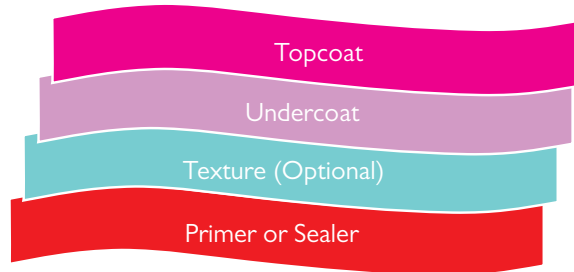 Topcoat
Undercoat
Texture (Optional)
Primer or Sealer